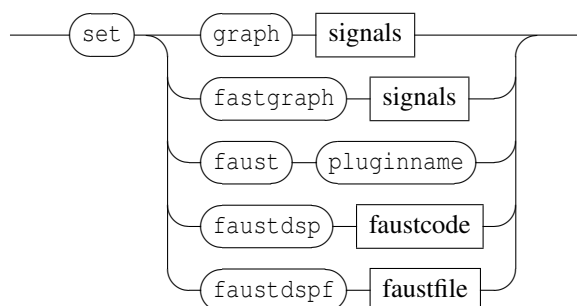 set graph signals
fastgraph signals
faust pluginname
faustdsp faustcode
faustdspf faustfile